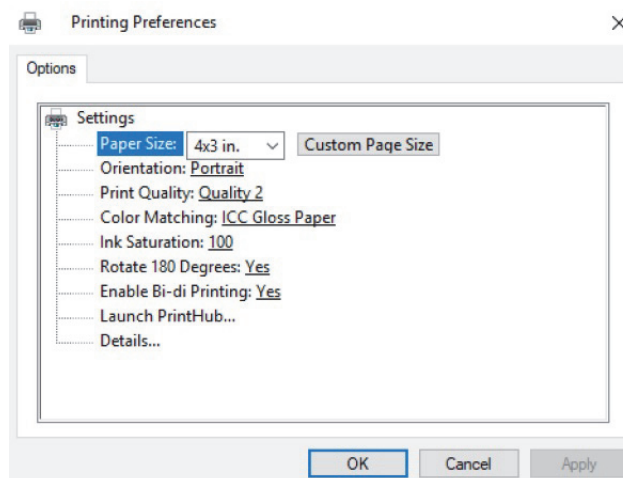 Printing Preferences
Options
Settings
Paper Size: 4x3 in. Custom Page Size
Orientation: Portrait
Print Quality: Quality 2
Color Matching: ICC Gloss Paper
Ink Saturation: 100
Rotate 180 Degrees: Yes
Enable Bi-di Printing: Yes
Launch PrintHub...
Details...
OK Cancel Apply